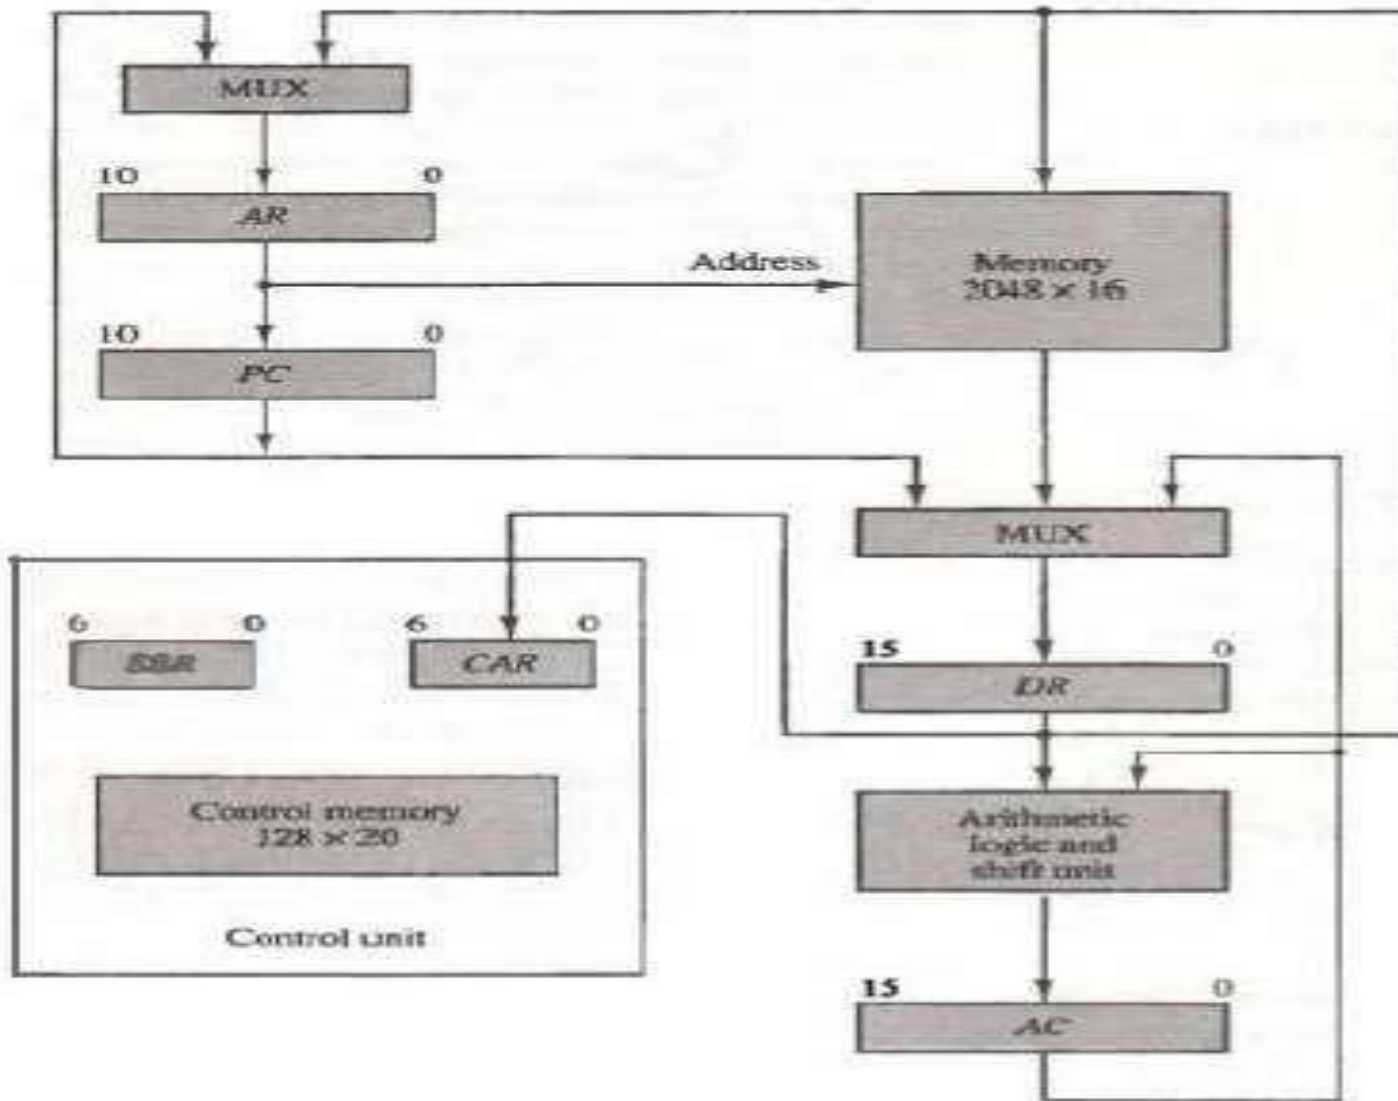 MUX
10 0
AR
Address
Memory
2048 × 16
10 0
PC
MUX
6 0
SBR
6 0
CAR
15 0
DR
Control memory
128 × 20
Arithmetic
logic and
shift unit
Control unit
15 0
AC